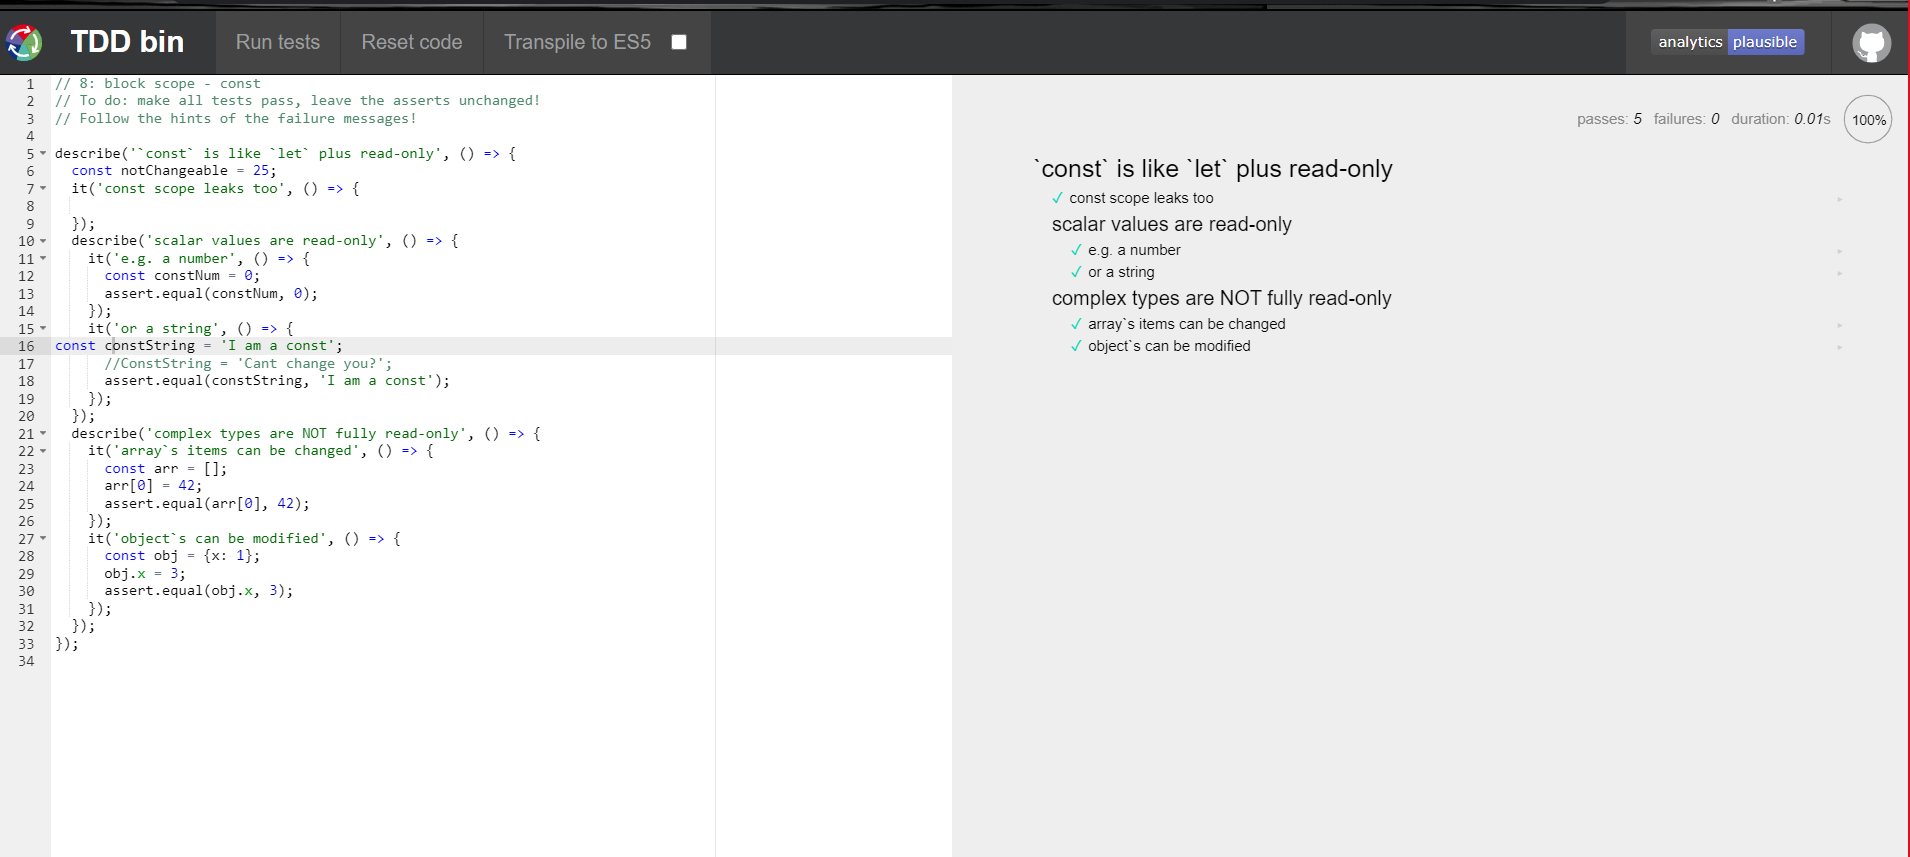 TDD bin
Run tests
Reset code
Transpile to ES5
analytics plausible
1 // 8: block scope - const
2 // To do: make all tests pass, leave the asserts unchanged!
3 // Follow the hints of the failure messages!
4
5 describe('`const` is like `let` plus read-only', () => {
6   const notChangeable = 25;
7   it('const scope leaks too', () => {
8
9   });
10   describe('scalar values are read-only', () => {
11     it('e.g. a number', () => {
12       const constNum = 0;
13       assert.equal(constNum, 0);
14     });
15     it('or a string', () => {
16 const constString = 'I am a const';
17       //ConstString = 'Cant change you?';
18       assert.equal(constString, 'I am a const');
19     });
20   });
21   describe('complex types are NOT fully read-only', () => {
22     it('array`s items can be changed', () => {
23       const arr = [];
24       arr[0] = 42;
25       assert.equal(arr[0], 42);
26     });
27     it('object`s can be modified', () => {
28       const obj = {x: 1};
29       obj.x = 3;
30       assert.equal(obj.x, 3);
31     });
32   });
33 });
34
passes: 5 failures: 0 duration: 0.01s 100%
`const` is like `let` plus read-only
✓ const scope leaks too
scalar values are read-only
✓ e.g. a number
✓ or a string
complex types are NOT fully read-only
✓ array`s items can be changed
✓ object`s can be modified